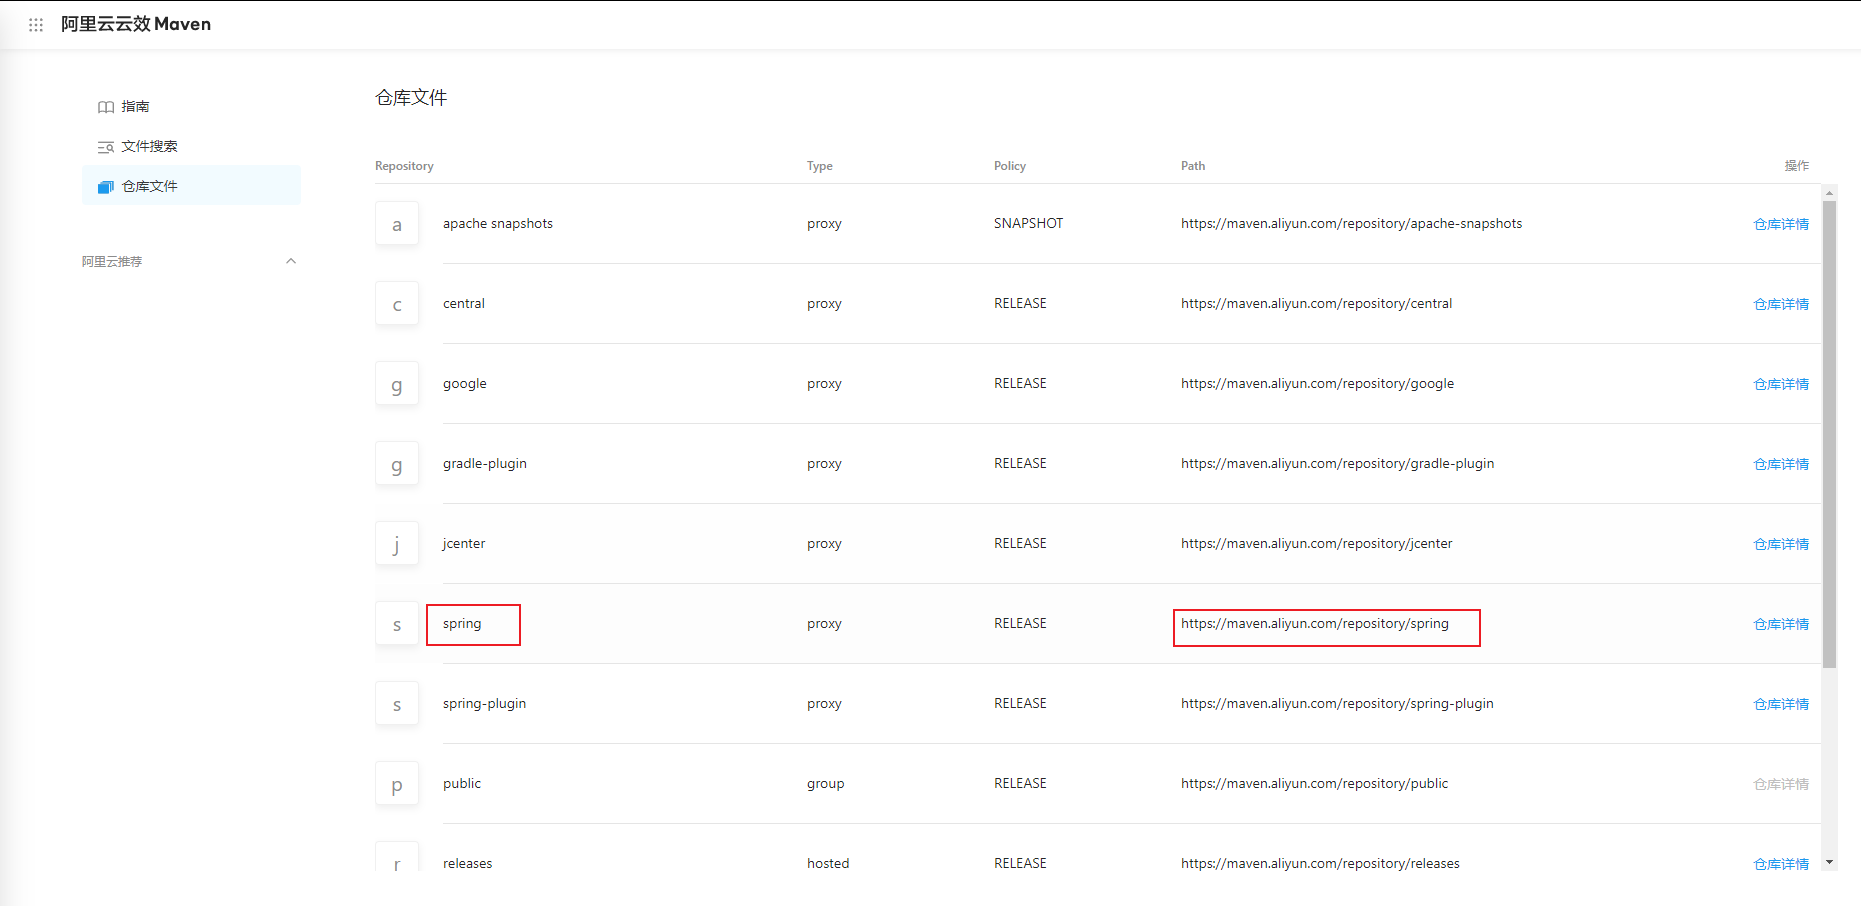 阿里云云效 Maven
指南
文件搜索
仓库文件
阿里云推荐
仓库文件
Repository Type Policy Path 操作
a apache snapshots proxy SNAPSHOT https://maven.aliyun.com/repository/apache-snapshots 仓库详情
c central proxy RELEASE https://maven.aliyun.com/repository/central 仓库详情
g google proxy RELEASE https://maven.aliyun.com/repository/google 仓库详情
g gradle-plugin proxy RELEASE https://maven.aliyun.com/repository/gradle-plugin 仓库详情
j jcenter proxy RELEASE https://maven.aliyun.com/repository/jcenter 仓库详情
s spring proxy RELEASE https://maven.aliyun.com/repository/spring 仓库详情
s spring-plugin proxy RELEASE https://maven.aliyun.com/repository/spring-plugin 仓库详情
p public group RELEASE https://maven.aliyun.com/repository/public 仓库详情
r releases hosted RELEASE https://maven.aliyun.com/repository/releases 仓库详情